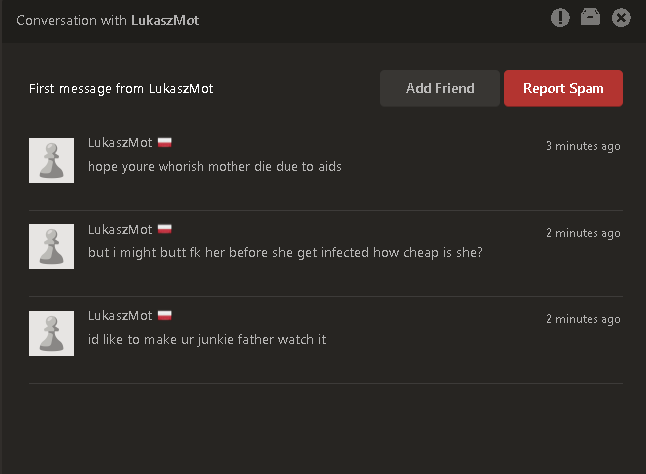 Conversation with LukaszMot
First message from LukaszMot
Add Friend
Report Spam
LukaszMot
3 minutes ago
hope youre whorish mother die due to aids
LukaszMot
2 minutes ago
but i might butt fk her before she get infected how cheap is she?
LukaszMot
2 minutes ago
id like to make ur junkie father watch it